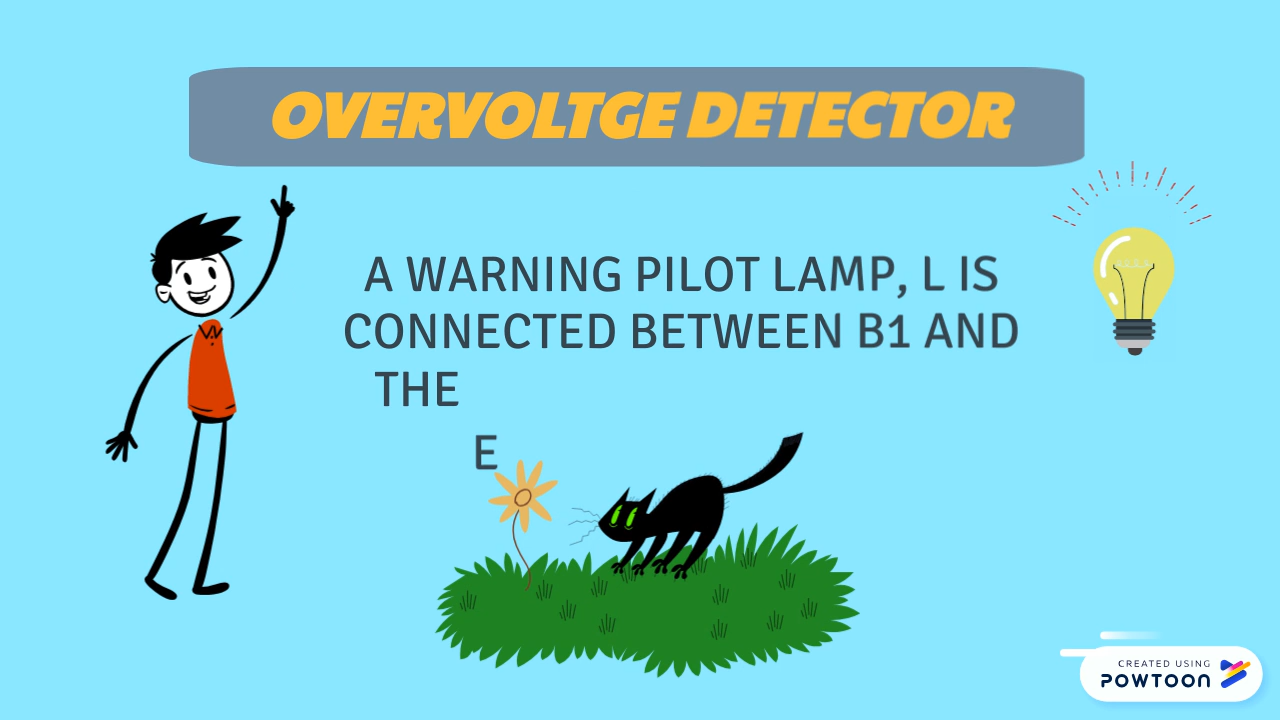 OVERVOLTGE DETECTOR
A WARNING PILOT LAMP, L IS
CONNECTED BETWEEN B1 AND
THE
E
CREATED USING
POWTOON